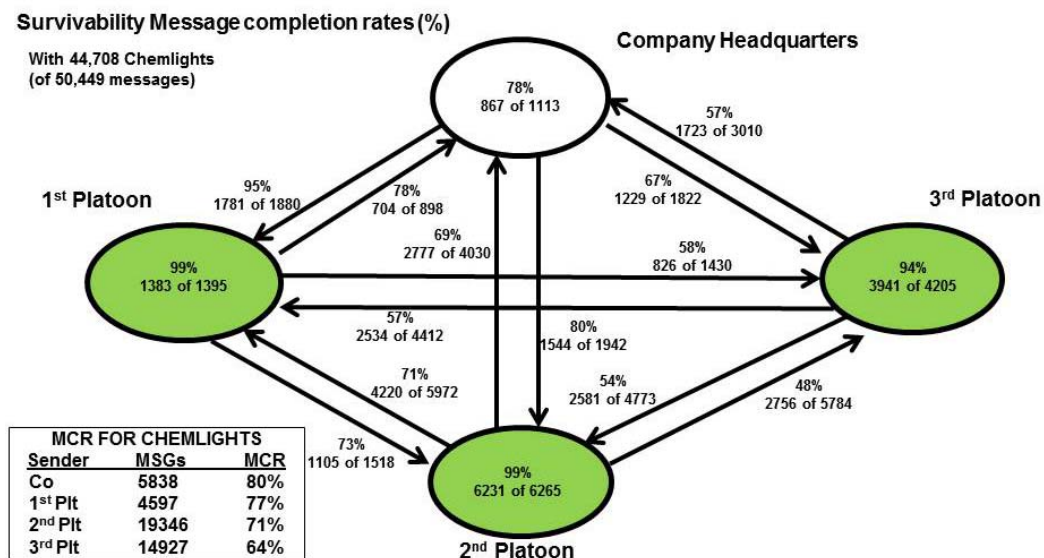 Survivability Message completion rates (%)
With 44,708 Chemlights
(of 50,449 messages)
Company Headquarters
78%
867 of 1113
57%
1723 of 3010
1st Platoon
95%
1781 of 1880
78%
704 of 898
67%
1229 of 1822
3rd Platoon
69%
2777 of 4030
58%
826 of 1430
99%
1383 of 1395
94%
3941 of 4205
57%
2534 of 4412
80%
1544 of 1942
71%
4220 of 5972
54%
2581 of 4773
48%
2756 of 5784
73%
1105 of 1518
99%
6231 of 6265
2nd Platoon
MCR FOR CHEMLIGHTS
Sender MSGs MCR
Co 5838 80%
1st Plt 4597 77%
2nd Plt 19346 71%
3rd Plt 14927 64%